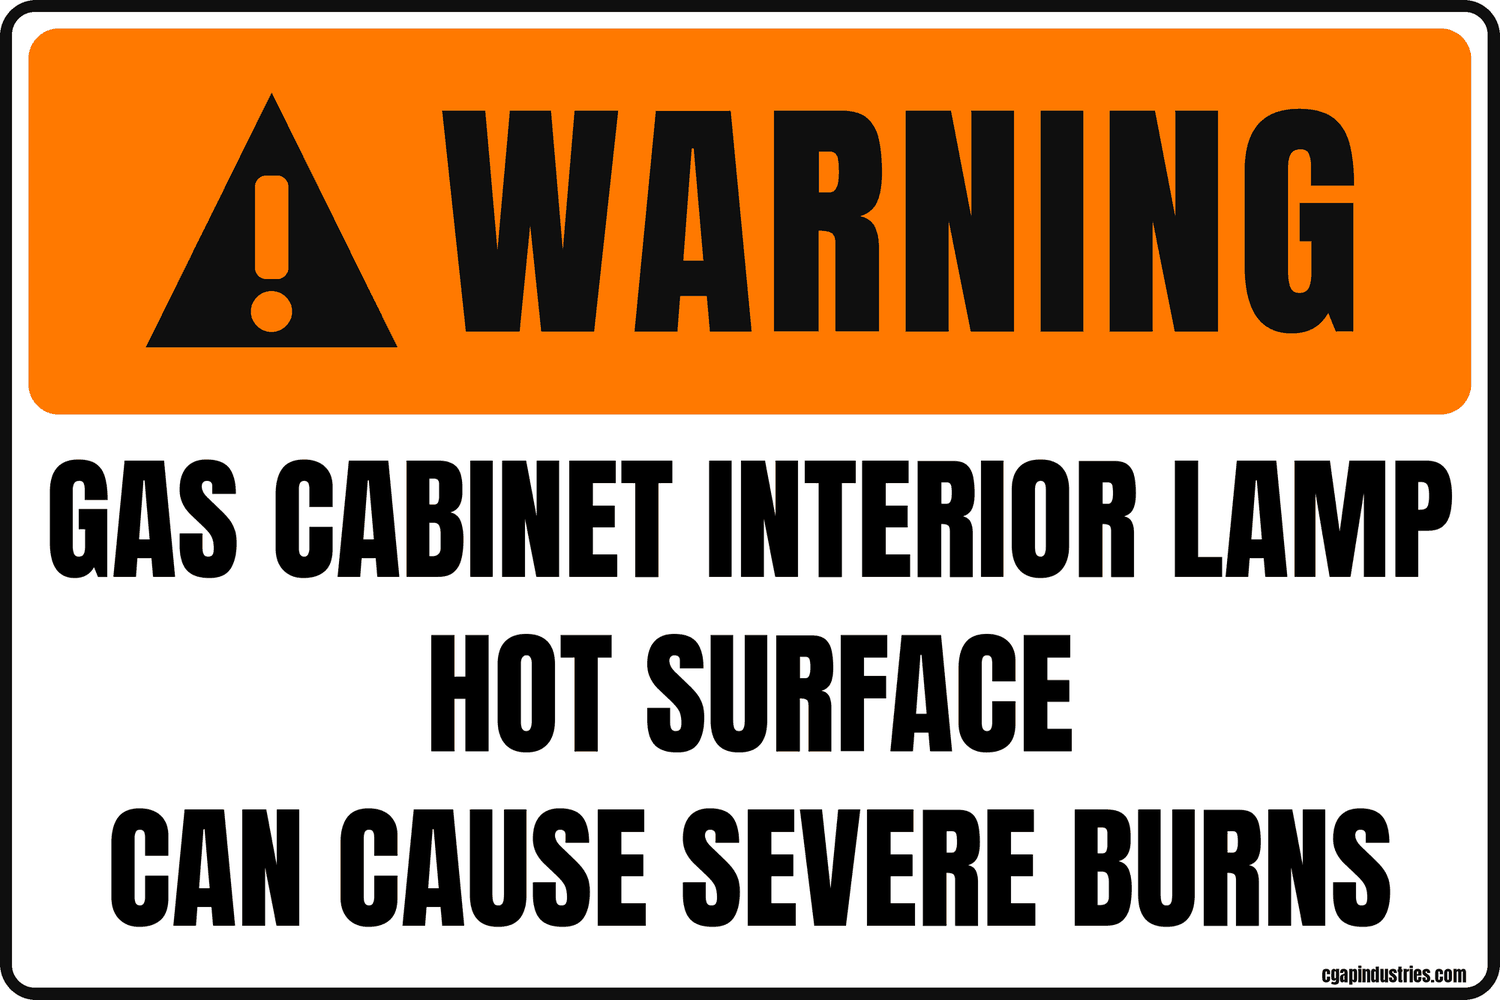 WARNING
GAS CABINET INTERIOR LAMP
HOT SURFACE
CAN CAUSE SEVERE BURNS
cgapindustries.com